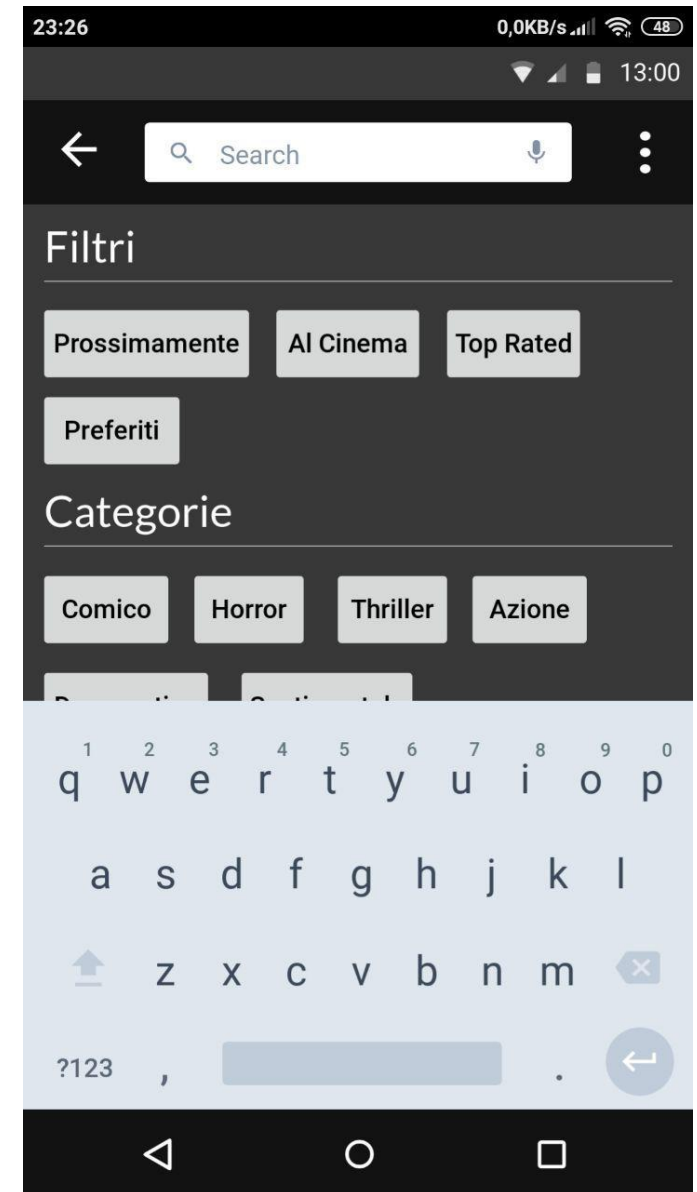 23:26 0,0KB/s 48
13:00
Search
Filtri
Prossimamente Al Cinema Top Rated
Preferiti
Categorie
Comico Horror Thriller Azione
1 2 3 4 5 6 7 8 9 0
q w e r t y u i o p
a s d f g h j k l
z x c v b n m
?123 , .